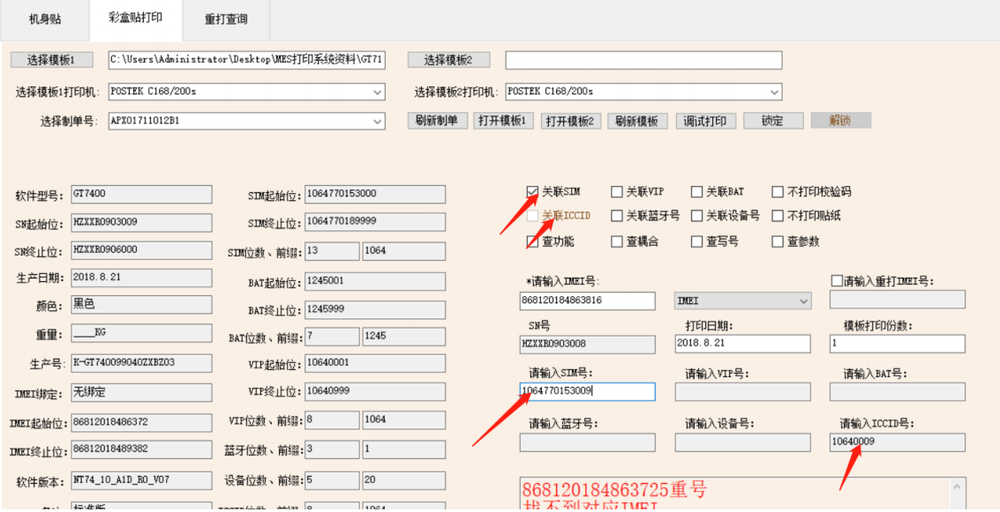 机身贴 彩盒贴打印 重打查询
选择模板1 C:\Users\Administrator\Desktop\MES打印系统资料\GT71 选择模板2
选择模板1打印机: POSTEK C168/200s 选择模板2打印机: POSTEK C168/200s
选择制单号: APX01711012B1 刷新制单 打开模板1 打开模板2 刷新模板 调试打印 锁定 解锁
软件型号: GT7400 SIM起始位: 1064770153000 关联SIM 关联VIP 关联BAT 不打印校验码
SN起始位: HZXXR0903009 SIM终止位: 1064770189999 关联ICCID 关联蓝牙号 关联设备号 不打印贴纸
SN终止位: HZXXR0906000 SIM位数、前缀: 13 1064 查功能 查耦合 查写号 查参数
生产日期: 2018.8.21 BAT起始位: 1245001 *请输入IMEI号: 请输入重打IMEI号:
颜色: 黑色 BAT终止位: 1245999 868120184863816 IMEI
重量: ____KG BAT位数、前缀: 7 1245 SN号 打印日期: 模板打印份数:
HZXXR0903008 2018.8.21 1
生产号: K-GT740099040ZXBZ03 VIP起始位: 10640001 请输入SIM号: 请输入VIP号: 请输入BAT号:
IMEI绑定: 无绑定 VIP终止位: 10640999 1064770153009
IMEI起始位: 86812018486372 VIP位数、前缀: 8 1064 请输入蓝牙号: 请输入设备号: 请输入ICCID号:
IMEI终止位: 86812018489382 蓝牙位数、前缀: 3 1 10640009
软件版本: NT74_10_A1D_R0_V07 设备位数、前缀: 5 20 868120184863725重号
标准版 8 1064 找不到对应IMEI